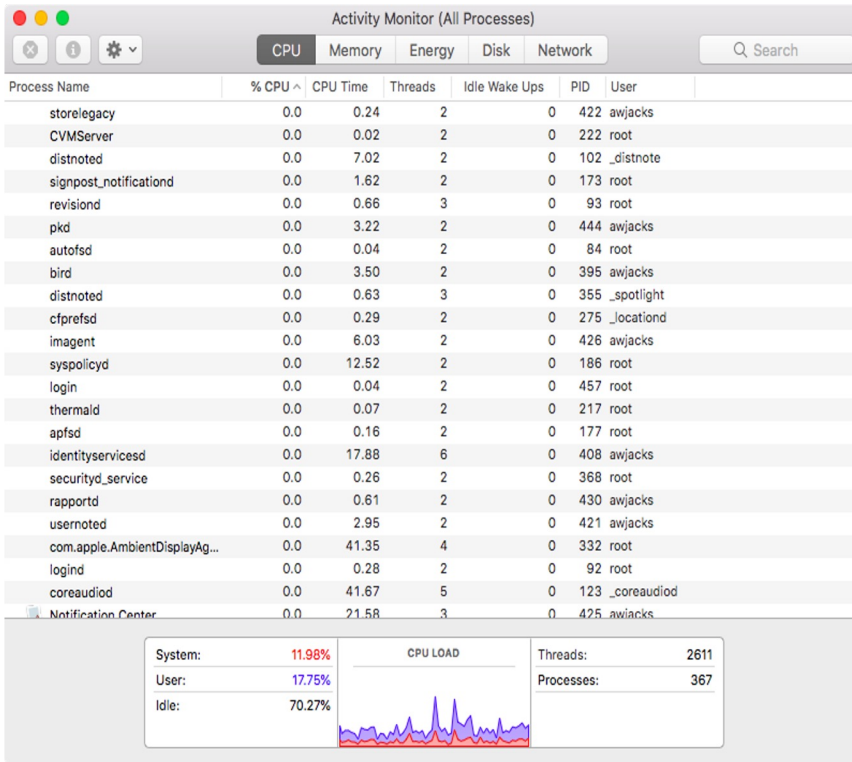 Activity Monitor (All Processes)
CPU Memory Energy Disk Network Search
Process Name % CPU CPU Time Threads Idle Wake Ups PID User
storelegacy 0.0 0.24 2 0 422 awjacks
CVMServer 0.0 0.02 2 0 222 root
distnoted 0.0 7.02 2 0 102 _distnote
signpost_notificationd 0.0 1.62 2 0 173 root
revisiond 0.0 0.66 3 0 93 root
pkd 0.0 3.22 2 0 444 awjacks
autofsd 0.0 0.04 2 0 84 root
bird 0.0 3.50 2 0 395 awjacks
distnoted 0.0 0.63 3 0 355 _spotlight
cfprefsd 0.0 0.29 2 0 275 _locationd
imagent 0.0 6.03 2 0 426 awjacks
syspolicyd 0.0 12.52 2 0 186 root
login 0.0 0.04 2 0 457 root
thermald 0.0 0.07 2 0 217 root
apfsd 0.0 0.16 2 0 177 root
identityservicesd 0.0 17.88 6 0 408 awjacks
securityd_service 0.0 0.26 2 0 368 root
rapportd 0.0 0.61 2 0 430 awjacks
usernoted 0.0 2.95 2 0 421 awjacks
com.apple.AmbientDisplayAg... 0.0 41.35 4 0 332 root
logind 0.0 0.28 2 0 92 root
coreaudiod 0.0 41.67 5 0 123 _coreaudiod
Notification Center 0.0 21.58 3 0 425 awjacks
System: 11.98% CPU LOAD Threads: 2611
User: 17.75% Processes: 367
Idle: 70.27%